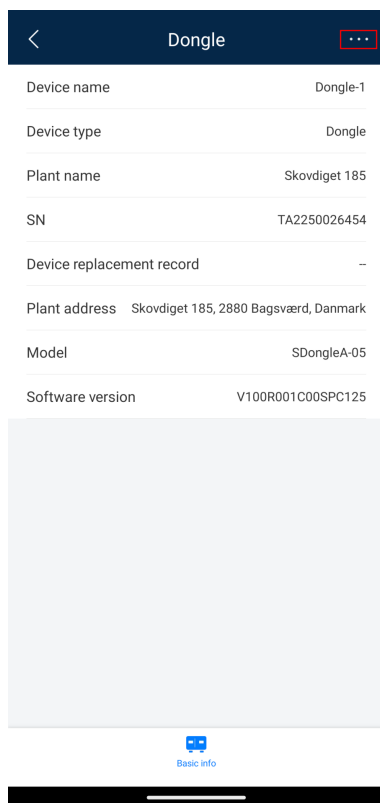 Dongle
Device name Dongle-1
Device type Dongle
Plant name Skovdiget 185
SN TA2250026454
Device replacement record --
Plant address Skovdiget 185, 2880 Bagsværd, Danmark
Model SDongleA-05
Software version V100R001C00SPC125
Basic info